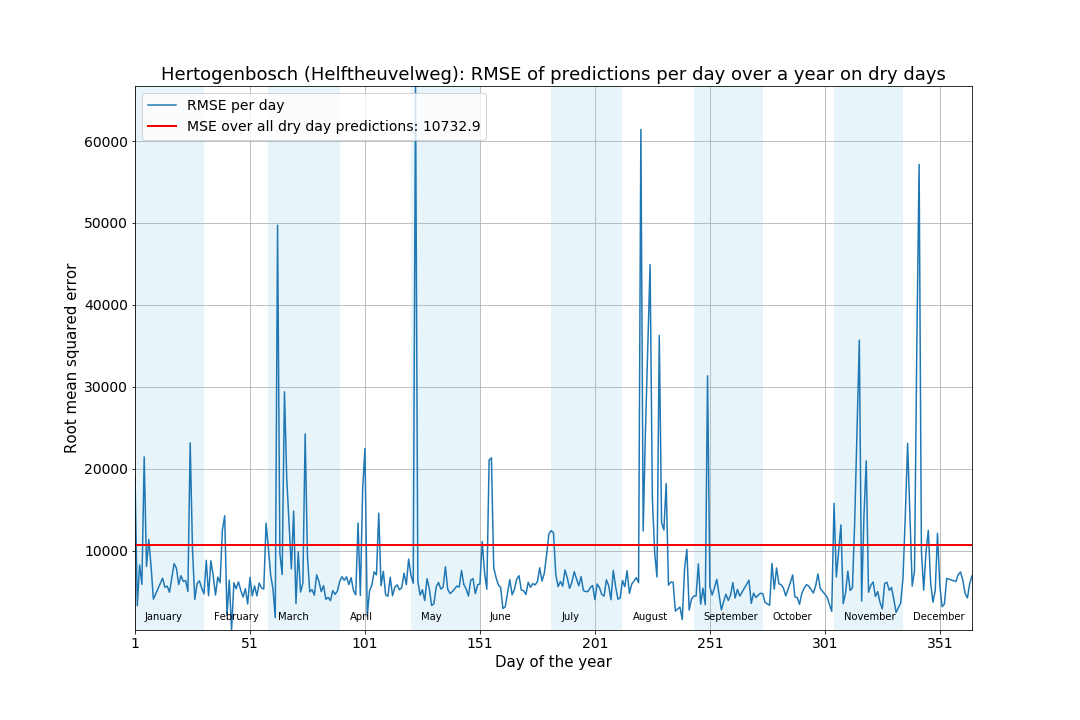 Hertogenbosch (Helftheuvelweg): RMSE of predictions per day over a year on dry days
RMSE per day
MSE over all dry day predictions: 10732.9
Root mean squared error
60000
50000
40000
30000
20000
10000
January February March April May June July August September October November December
1 51 101 151 201 251 301 351
Day of the year